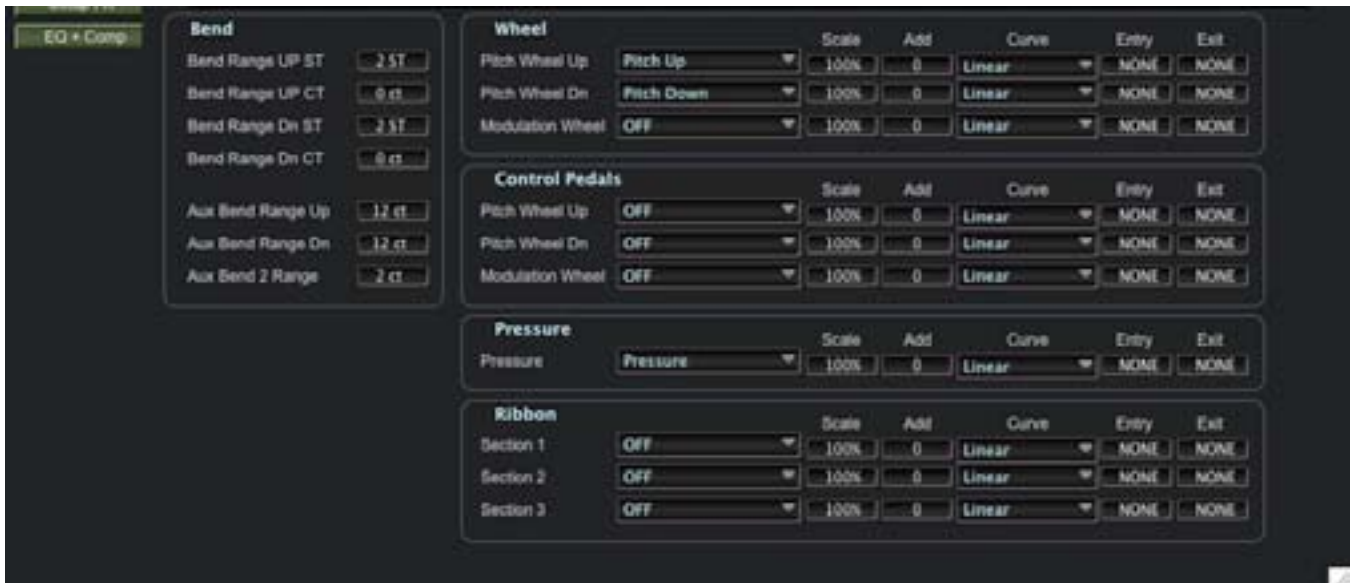 EQ + Comp
Bend
Bend Range UP ST 2 ST
Bend Range UP CT 0 ct
Bend Range Dn ST 2 ST
Bend Range Dn CT 0 ct
Aux Bend Range Up 12 ct
Aux Bend Range Dn 12 ct
Aux Bend 2 Range 2 ct
Wheel
Scale Add Curve Entry Exit
Pitch Wheel Up Pitch Up 100% 0 Linear NONE NONE
Pitch Wheel Dn Pitch Down 100% 0 Linear NONE NONE
Modulation Wheel OFF 100% 0 Linear NONE NONE
Control Pedals
Scale Add Curve Entry Exit
Pitch Wheel Up OFF 100% 0 Linear NONE NONE
Pitch Wheel Dn OFF 100% 0 Linear NONE NONE
Modulation Wheel OFF 100% 0 Linear NONE NONE
Pressure
Scale Add Curve Entry Exit
Pressure Pressure 100% 0 Linear NONE NONE
Ribbon
Scale Add Curve Entry Exit
Section 1 OFF 100% 0 Linear NONE NONE
Section 2 OFF 100% 0 Linear NONE NONE
Section 3 OFF 100% 0 Linear NONE NONE